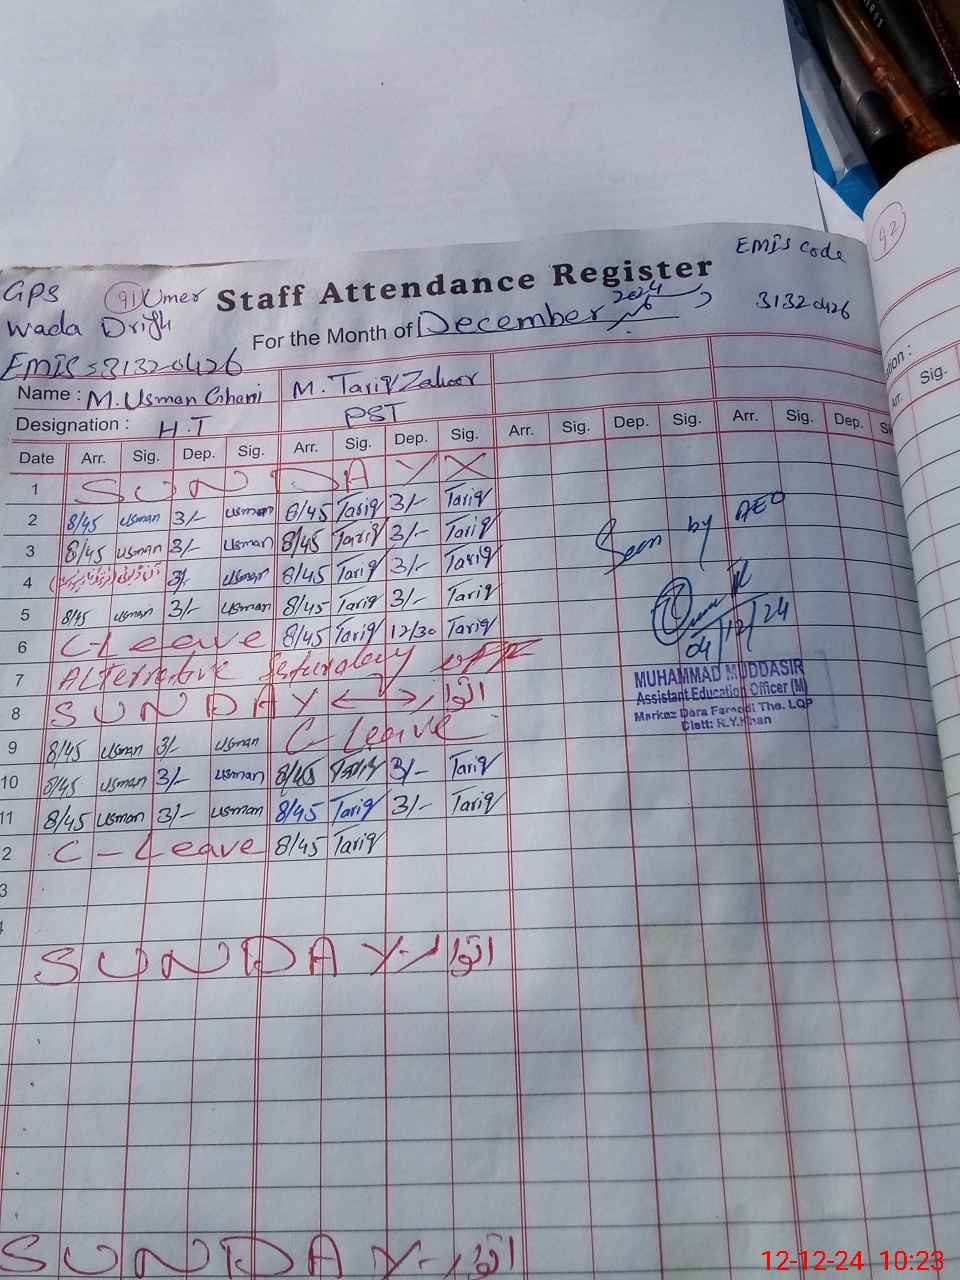 EMIS code
GPS 91 Umer Staff Attendance Register
Wada Drigh For the Month of December 2024 دسمبر 31320426
EMIS = 31320426
Name : M. Usman Ghani M. Tariq Zahoor
Designation : H.T PST
Date Arr. Sig. Dep. Sig. Arr. Sig. Dep. Sig. Arr. Sig. Dep. Sig. Arr. Sig. Dep.
1 SUNDAY X
2 8/45 usman 3/- usman 8/45 Tariq 3/- Tariq
3 8/45 usman 3/- usman 8/45 Tariq 3/- Tariq
4 3/- usman 8/45 Tariq 3/- Tariq
5 8/45 usman 3/- usman 8/45 Tariq 3/- Tariq
6 C-Leave 8/45 Tariq 12/30 Tariq
7 Alternative Saturday off
8 SUNDAY اتوار
9 8/45 usman 3/- usman C-Leave
10 8/45 usman 3/- usman 8/45 Tariq 3/- Tariq
11 8/45 usman 3/- usman 8/45 Tariq 3/- Tariq
2 C-Leave 8/45 Tariq
3
SUNDAY اتوار
SUNDAY اتوار
Seen by AEO
04/12/24
MUHAMMAD MUDDASIR
Assistant Education Officer (M)
Markaz Dara Faroqi The. LQP
Distt: R.Y.Khan
92
Arr. Sig.
12-12-24 10:23